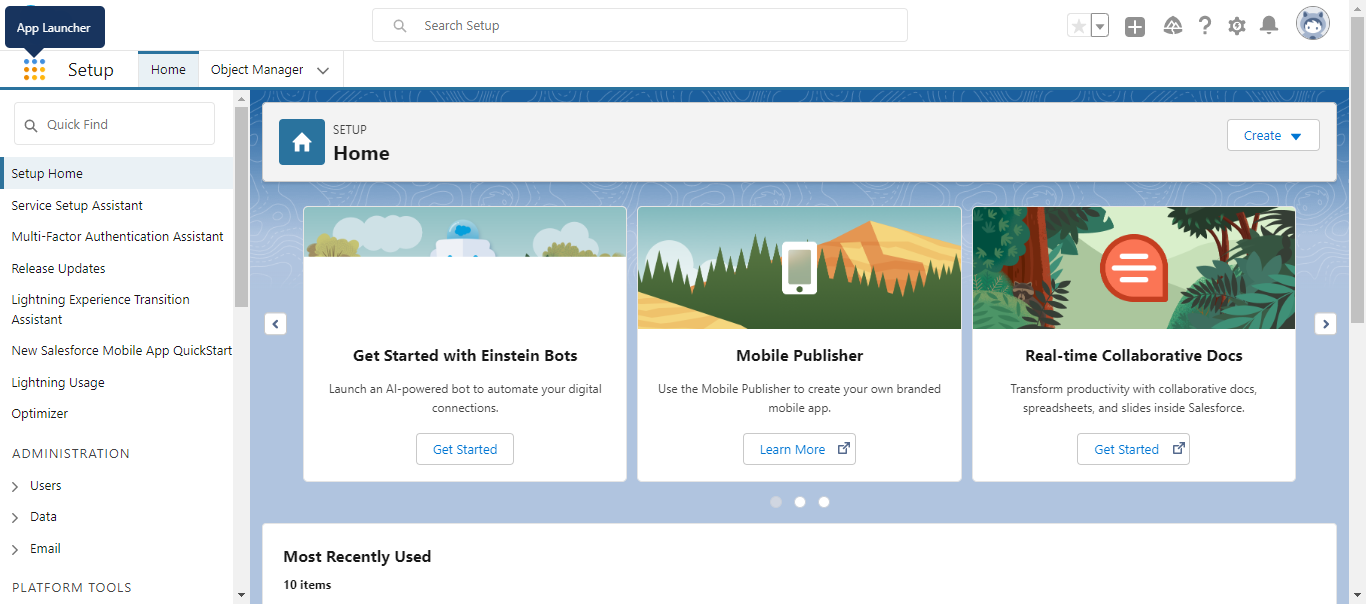 App Launcher
Search Setup
Setup
Home
Object Manager
Quick Find
Setup Home
Service Setup Assistant
Multi-Factor Authentication Assistant
Release Updates
Lightning Experience Transition
Assistant
New Salesforce Mobile App QuickStart
Lightning Usage
Optimizer
ADMINISTRATION
Users
Data
Email
PLATFORM TOOLS
SETUP
Home
Create
Get Started with Einstein Bots
Launch an AI-powered bot to automate your digital
connections.
Get Started
Mobile Publisher
Use the Mobile Publisher to create your own branded
mobile app.
Learn More
Real-time Collaborative Docs
Transform productivity with collaborative docs,
spreadsheets, and slides inside Salesforce.
Get Started
Most Recently Used
10 items